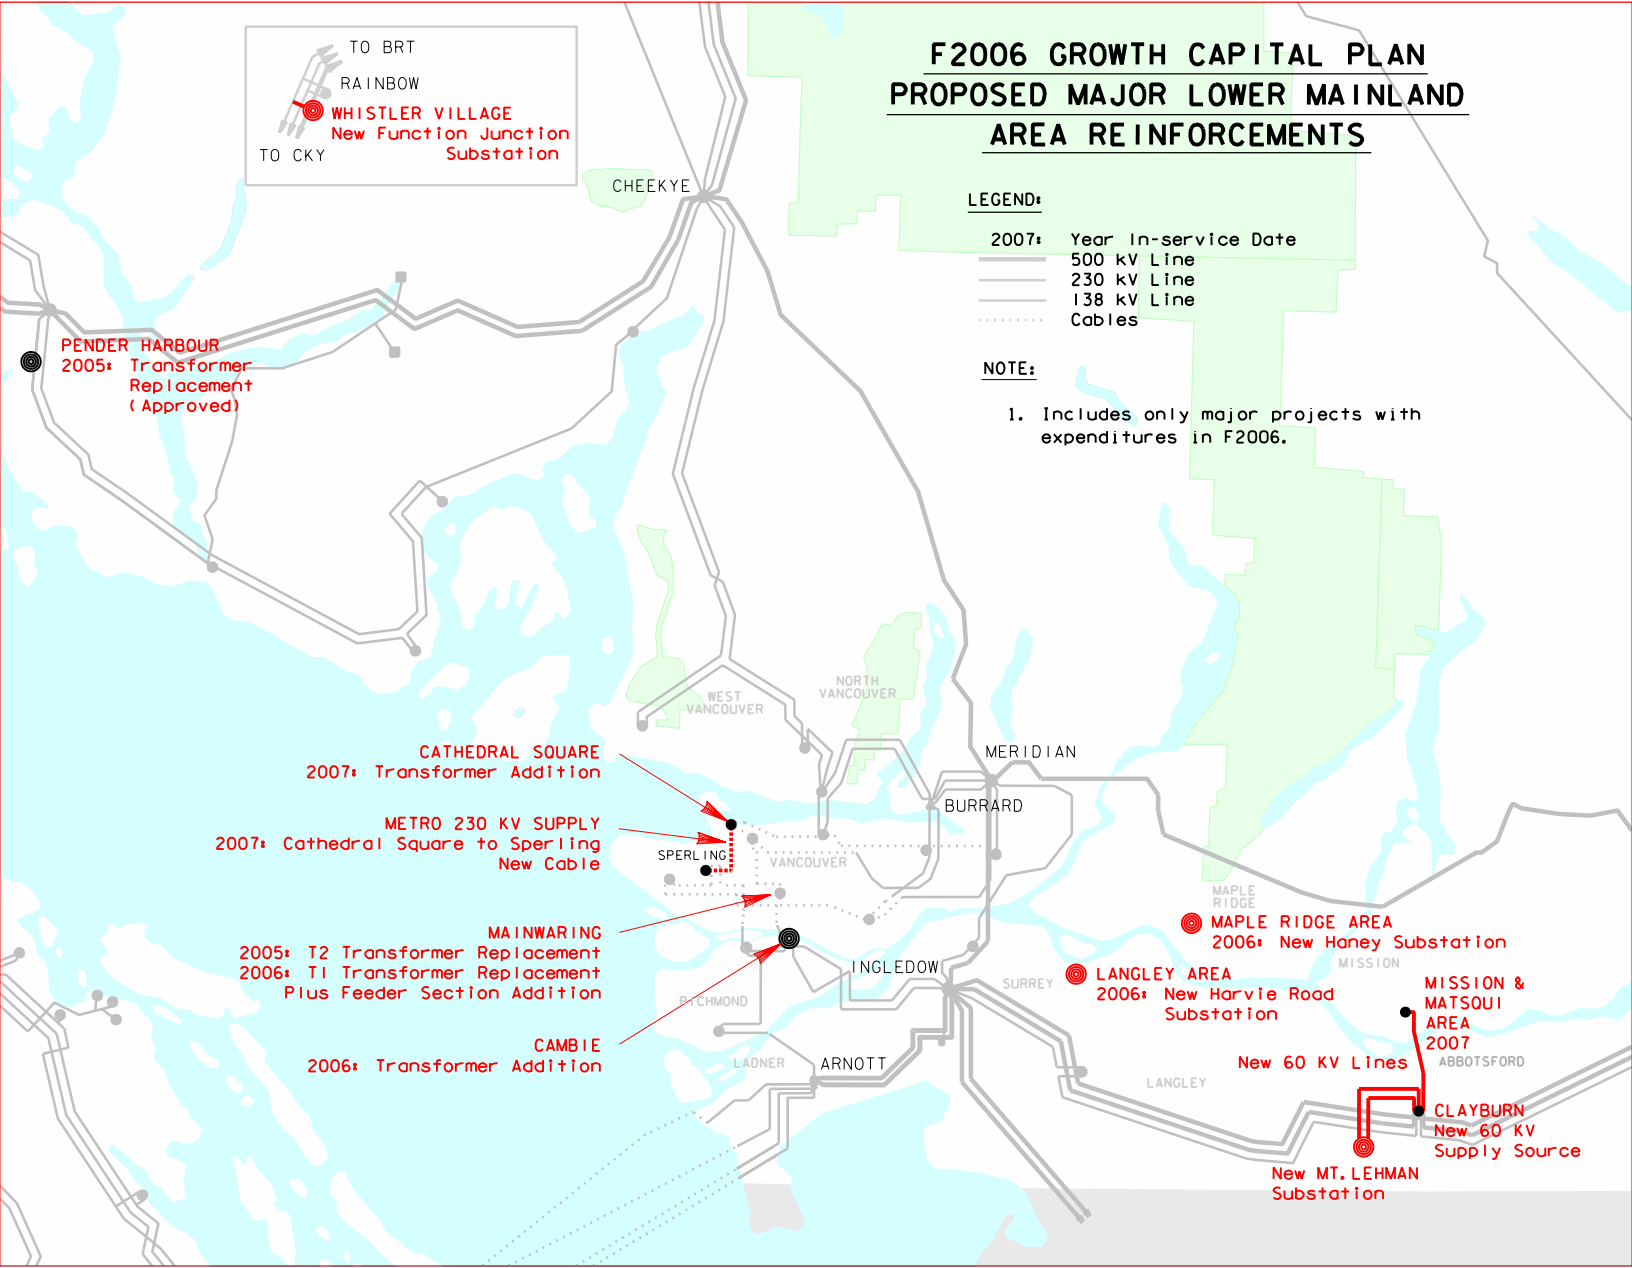 F2006 GROWTH CAPITAL PLAN
PROPOSED MAJOR LOWER MAINLAND
AREA REINFORCEMENTS
TO BRT
RAINBOW
WHISTLER VILLAGE
New Function Junction
Substation
TO CKY
CHEEKYE
LEGEND:
2007: Year In-service Date
500 kV Line
230 kV Line
138 kV Line
Cables
NOTE:
1. Includes only major projects with
expenditures in F2006.
PENDER HARBOUR
2005: Transformer
Replacement
(Approved)
WEST
VANCOUVER
NORTH
VANCOUVER
CATHEDRAL SQUARE
2007: Transformer Addition
MERIDIAN
BURRARD
METRO 230 KV SUPPLY
2007: Cathedral Square to Sperling
New Cable
SPERLING
VANCOUVER
MAPLE
RIDGE
MAPLE RIDGE AREA
2006: New Haney Substation
MAINWARING
2005: T2 Transformer Replacement
2006: T1 Transformer Replacement
Plus Feeder Section Addition
INGLEDOW
SURREY
LANGLEY AREA
2006: New Harvie Road
Substation
MISSION
MISSION &
MATSQUI
AREA
2007
RICHMOND
CAMBIE
2006: Transformer Addition
LADNER
ARNOTT
LANGLEY
New 60 KV Lines
ABBOTSFORD
CLAYBURN
New 60 KV
Supply Source
New MT.LEHMAN
Substation